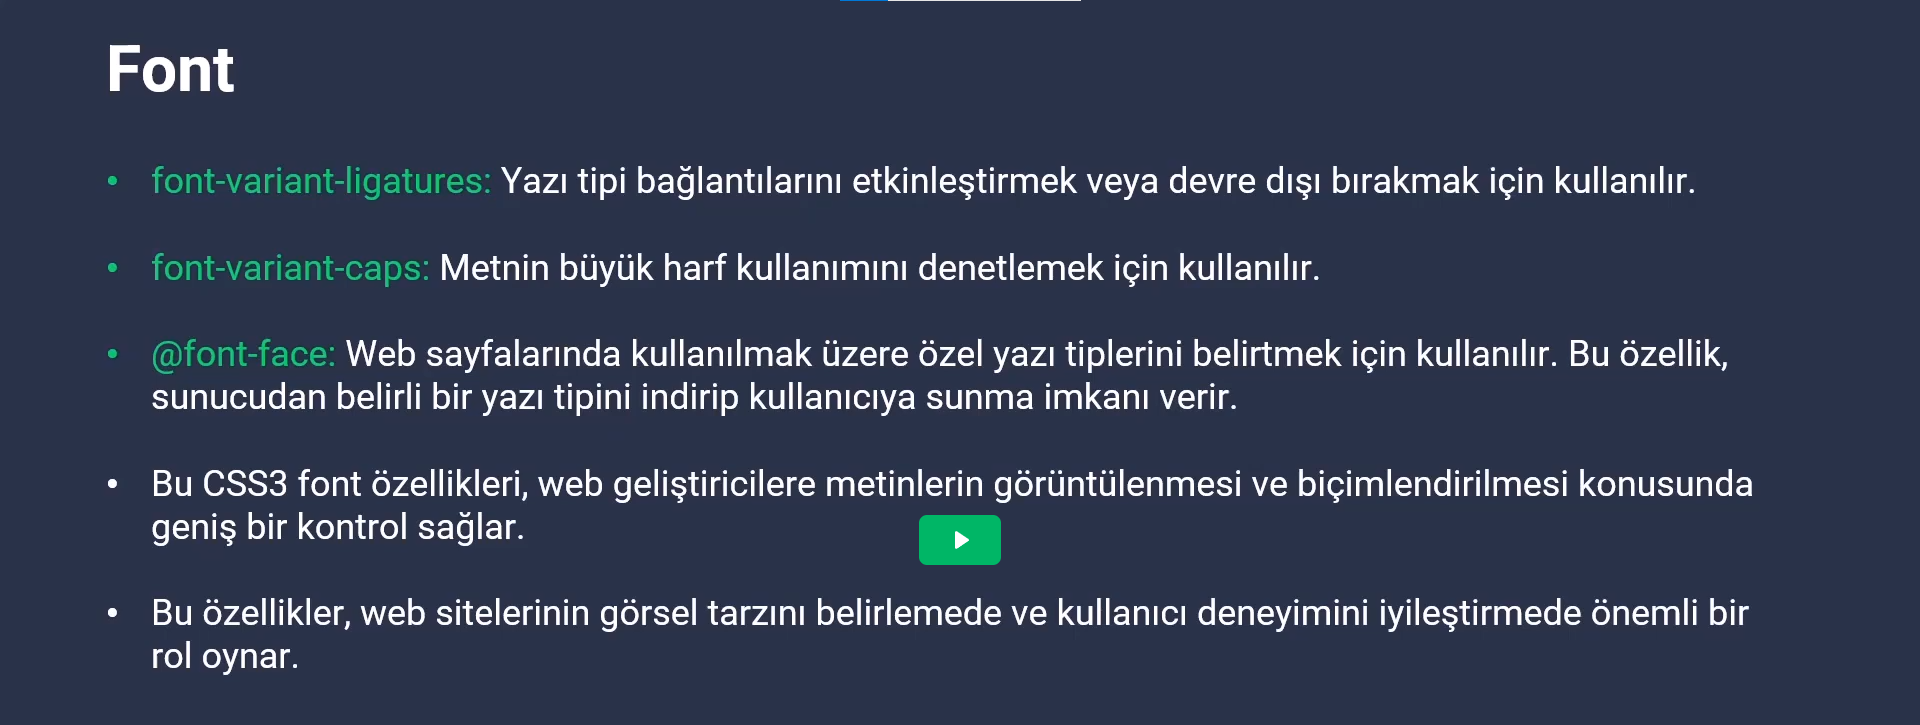 Font
• font-variant-ligatures: Yazı tipi bağlantılarını etkinleştirmek veya devre dışı bırakmak için kullanılır.
• font-variant-caps: Metnin büyük harf kullanımını denetlemek için kullanılır.
• @font-face: Web sayfalarında kullanılmak üzere özel yazı tiplerini belirtmek için kullanılır. Bu özellik,
sunucudan belirli bir yazı tipini indirip kullanıcıya sunma imkanı verir.
• Bu CSS3 font özellikleri, web geliştiricilere metinlerin görüntülenmesi ve biçimlendirilmesi konusunda
geniş bir kontrol sağlar.
• Bu özellikler, web sitelerinin görsel tarzını belirlemede ve kullanıcı deneyimini iyileştirmede önemli bir
rol oynar.